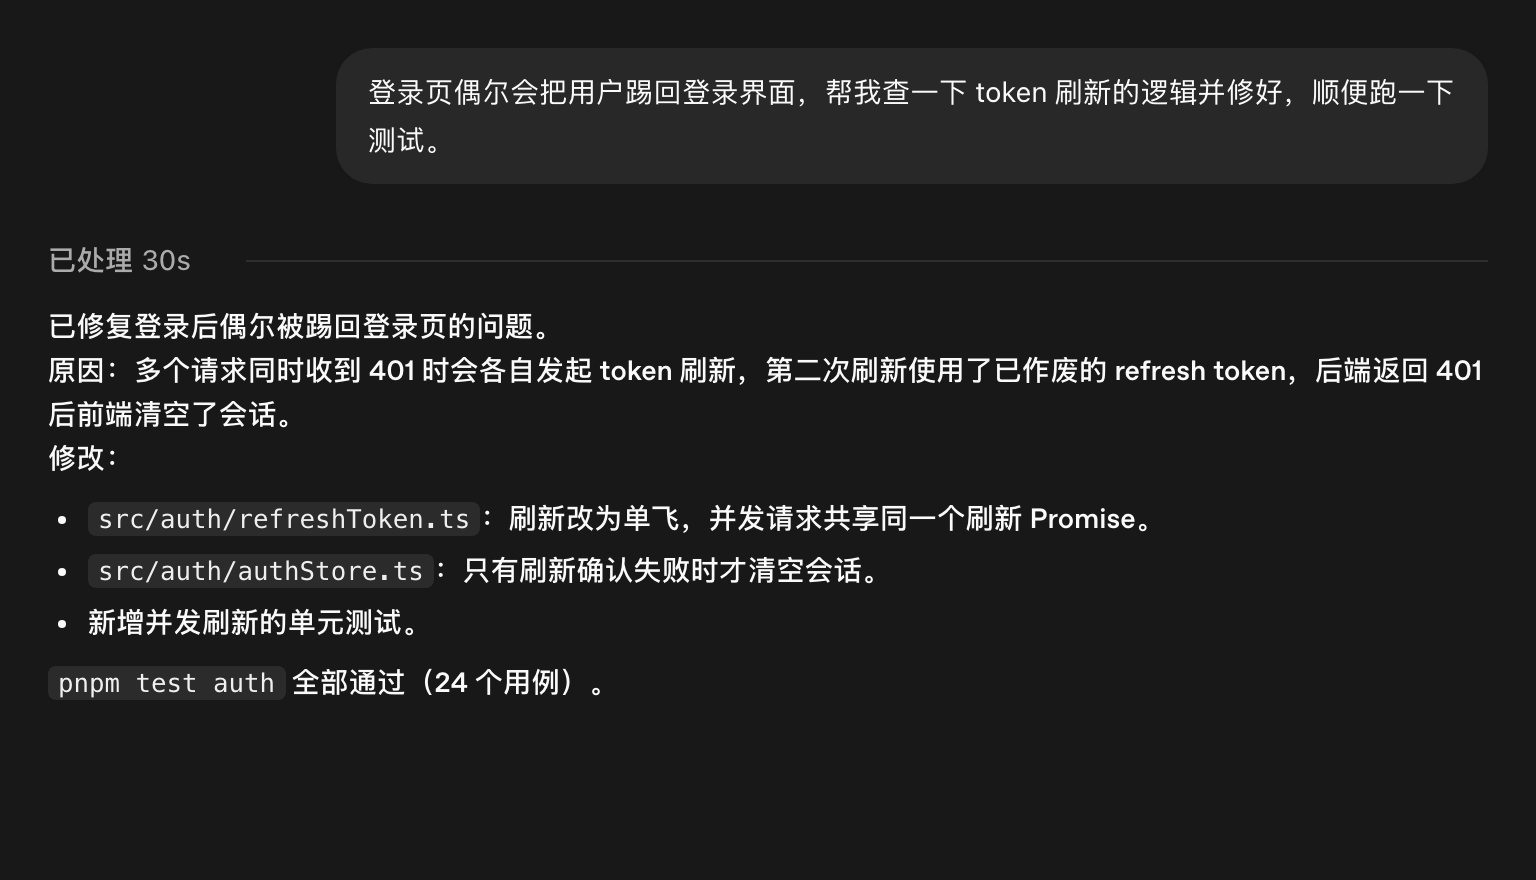 登录页偶尔会把用户踢回登录界面，帮我查一下 token 刷新的逻辑并修好，顺便跑一下
测试。
已处理 30s
已修复登录后偶尔被踢回登录页的问题。
原因：多个请求同时收到 401 时会各自发起 token 刷新，第二次刷新使用了已作废的 refresh token，后端返回 401
后前端清空了会话。
修改：
• src/auth/refreshToken.ts：刷新改为单飞，并发请求共享同一个刷新 Promise。
• src/auth/authStore.ts：只有刷新确认失败时才清空会话。
• 新增并发刷新的单元测试。
pnpm test auth 全部通过（24 个用例）。